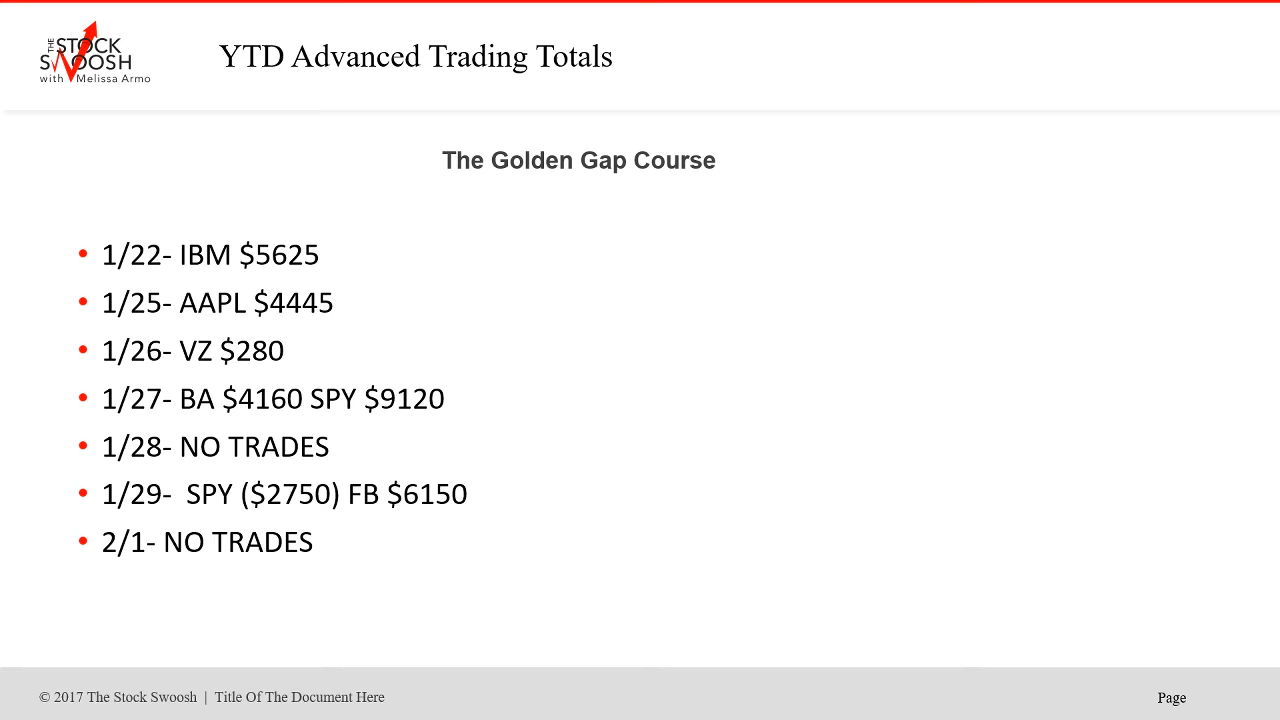 THE
STOCK
SWOOSH
with Melissa Armo
YTD Advanced Trading Totals
The Golden Gap Course
• 1/22- IBM $5625
• 1/25- AAPL $4445
• 1/26- VZ $280
• 1/27- BA $4160 SPY $9120
• 1/28- NO TRADES
• 1/29-  SPY ($2750) FB $6150
• 2/1- NO TRADES
© 2017 The Stock Swoosh | Title Of The Document Here
Page